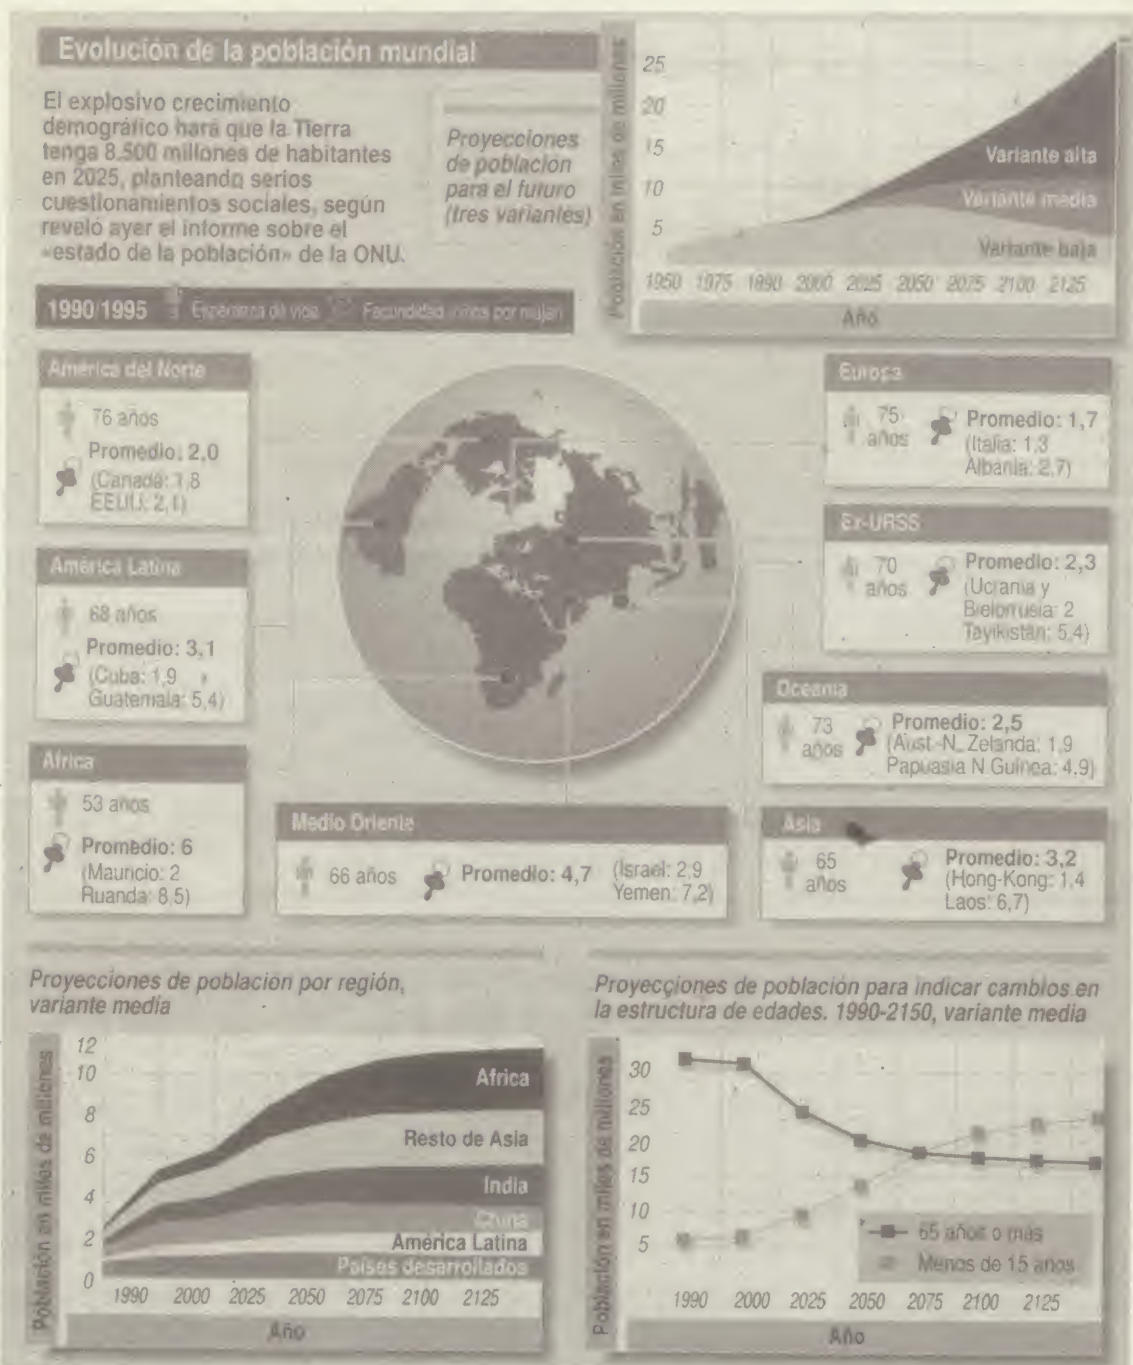 Evolución de la población mundial
El explosivo crecimiento
demográfico hará que la Tierra
tenga 8.500 millones de habitantes
en 2025, planteando serios
cuestionamientos sociales, según
reveló ayer el informe sobre el
«estado de la población» de la ONU.
Proyecciones
de población
para el futuro
(tres variantes)
Población en miles de millones
25
20
15
10
5
Variante alta
Variante media
Variante baja
1950 1975 1990 2000 2025 2050 2075 2100 2125
Año
1990/1995 Esperanza de vida Fecundidad (niños por mujer)
América del Norte
76 años
Promedio: 2,0
(Canadá: 1,8
EEUU: 2,1)
América Latina
68 años
Promedio: 3,1
(Cuba: 1,9
Guatemala: 5,4)
Africa
53 años
Promedio: 6
(Mauricio: 2
Ruanda: 8,5)
Medio Oriente
66 años
Promedio: 4,7
(Israel: 2,9
Yemen: 7,2)
Europa
75
años
Promedio: 1,7
(Italia: 1,3
Albania: 2,7)
Ex-URSS
70
años
Promedio: 2,3
(Ucrania y
Bielorrusia: 2
Tayikistán: 5,4)
Oceanía
73
años
Promedio: 2,5
(Aust.-N. Zelanda: 1,9
Papuasia N Guinea: 4,9)
Asia
65
años
Promedio: 3,2
(Hong-Kong: 1,4
Laos: 6,7)
Proyecciones de población por región,
variante media
Población en miles de millones
12
10
8
6
4
2
0
Africa
Resto de Asia
India
China
América Latina
Países desarrollados
1990 2000 2025 2050 2075 2100 2125
Año
Proyecciones de población para indicar cambios en
la estructura de edades. 1990-2150, variante media
Población en miles de millones
30
25
20
15
10
5
65 años o más
Menos de 15 años
1990 2000 2025 2050 2075 2100 2125
Año